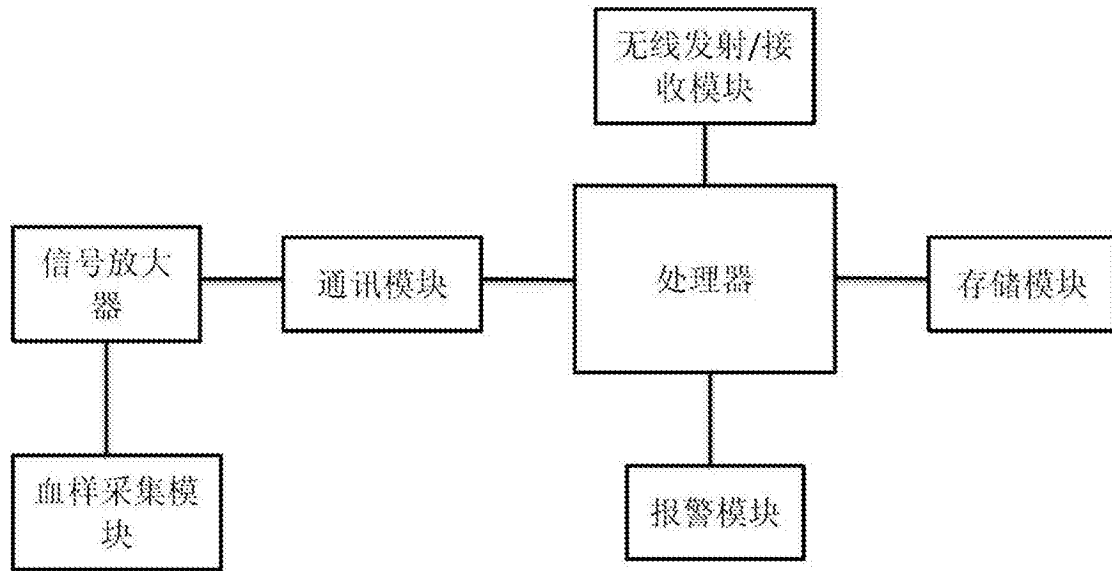 无线发射/接
收模块
信号放大
器
通讯模块
处理器
存储模块
血样采集模
块
报警模块